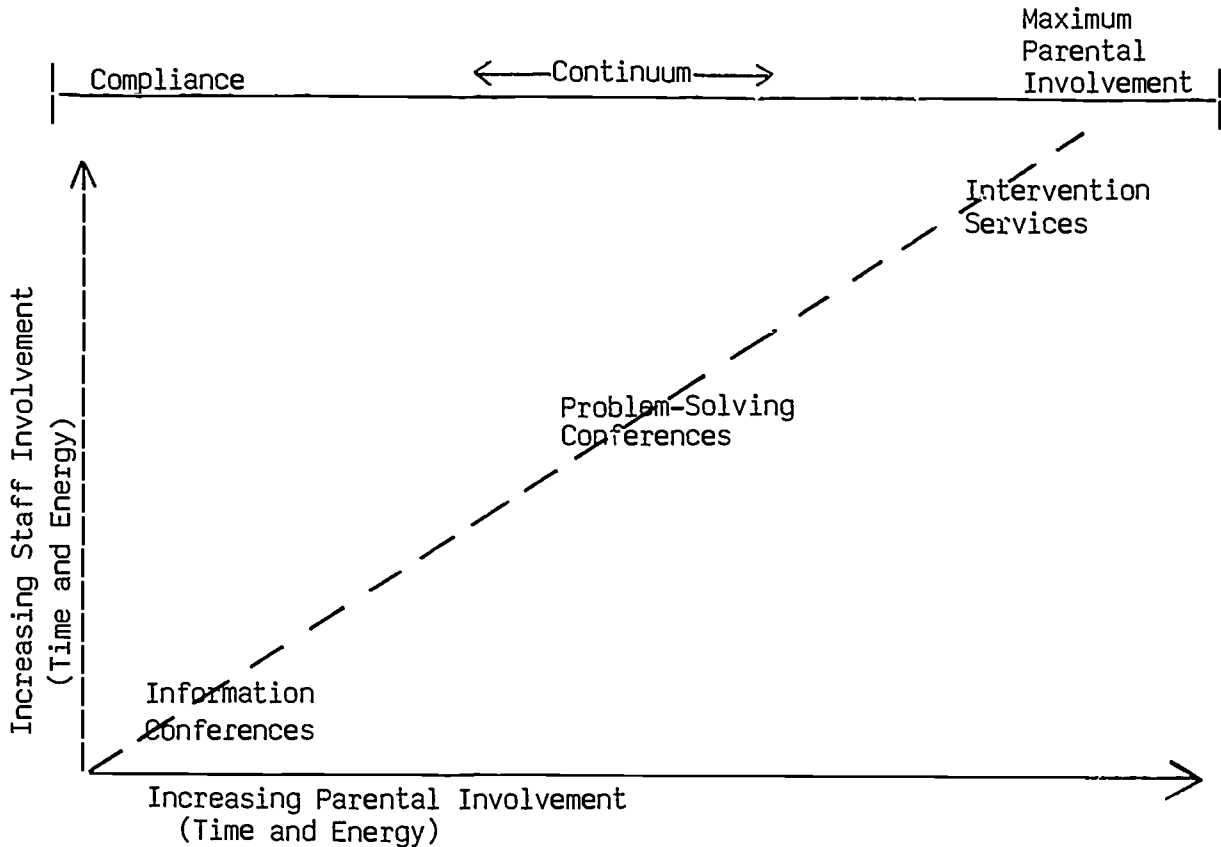 Maximum
Parental
Involvement
Compliance
Continuum
Intervention
Services
Problem-Solving
Conferences
Information
Conferences
Increasing Staff Involvement
(Time and Energy)
Increasing Parental Involvement
(Time and Energy)